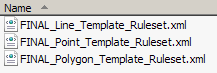 Name
FINAL_Line_Template_Ruleset.xml
FINAL_Point_Template_Ruleset.xml
FINAL_Polygon_Template_Ruleset.xml